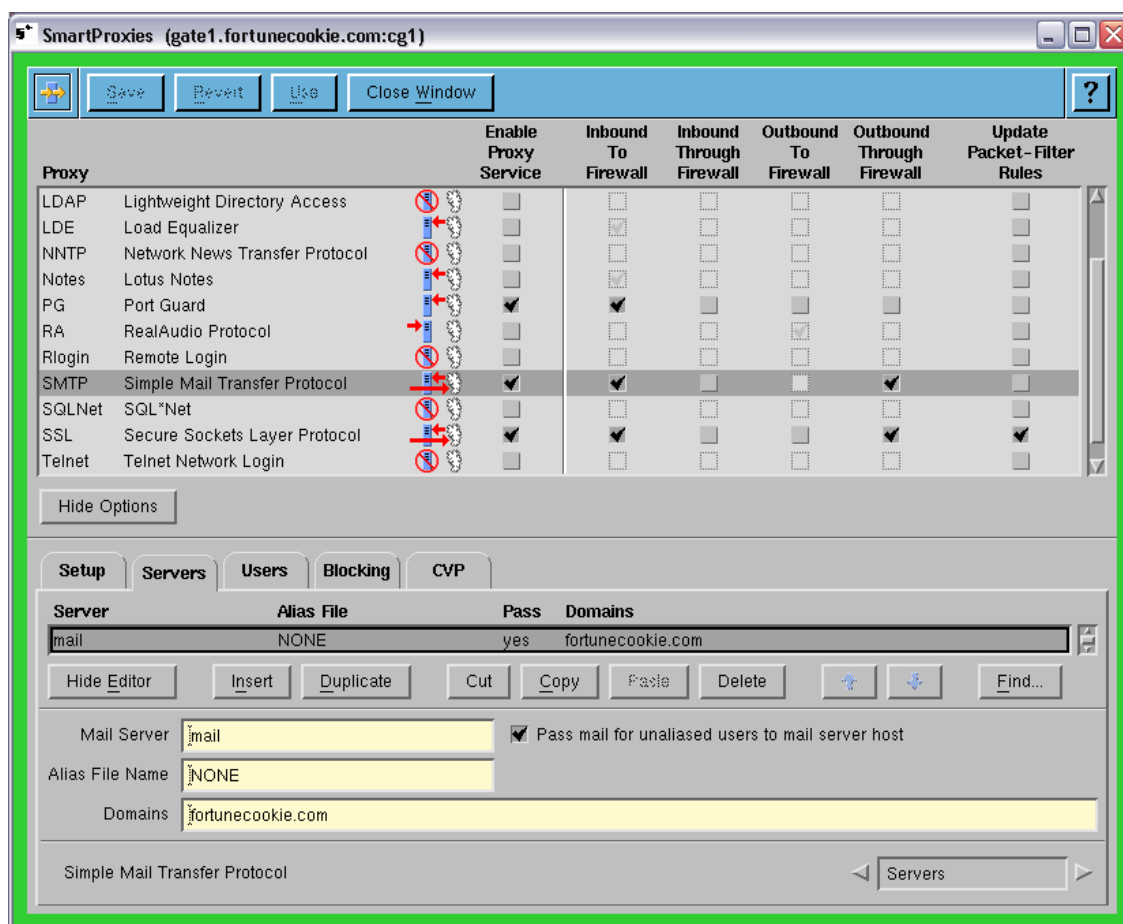 SmartProxies (gate1.fortunecookie.com:cg1)
Save Revert Use Close Window ?
Proxy Enable Proxy Service Inbound To Firewall Inbound Through Firewall Outbound To Firewall Outbound Through Firewall Update Packet-Filter Rules
LDAP Lightweight Directory Access
LDE Load Equalizer
NNTP Network News Transfer Protocol
Notes Lotus Notes
PG Port Guard
RA RealAudio Protocol
Rlogin Remote Login
SMTP Simple Mail Transfer Protocol
SQLNet SQL*Net
SSL Secure Sockets Layer Protocol
Telnet Telnet Network Login
Hide Options
Setup Servers Users Blocking CVP
Server Alias File Pass Domains
mail NONE yes fortunecookie.com
Hide Editor Insert Duplicate Cut Copy Paste Delete Find...
Mail Server mail Pass mail for unaliased users to mail server host
Alias File Name NONE
Domains fortunecookie.com
Simple Mail Transfer Protocol Servers